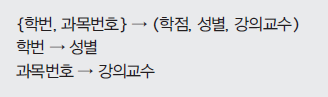 {학번, 과목번호} → (학점, 성별, 강의교수)
학번 → 성별
과목번호 → 강의교수